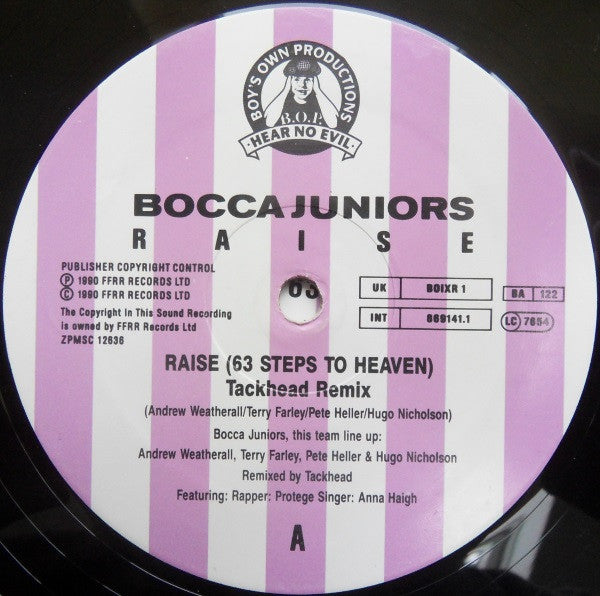 BOY'S OWN PRODUCTIONS
B.O.P.
·HEAR NO EVIL·
BOCCA JUNIORS
RAISE
PUBLISHER COPYRIGHT CONTROL
Ⓟ 1990 FFRR RECORDS LTD
© 1990 FFRR RECORDS LTD
The Copyright In This Sound Recording
is owned by FFRR Records Ltd
ZPMSC 12636
63
UK BOIXR 1
INT 869141.1
BA 122
LC 7654
RAISE (63 STEPS TO HEAVEN)
Tackhead Remix
(Andrew Weatherall/Terry Farley/Pete Heller/Hugo Nicholson)
Bocca Juniors, this team line up:
Andrew Weatherall, Terry Farley, Pete Heller & Hugo Nicholson
Remixed by Tackhead
Featuring: Rapper: Protege Singer: Anna Haigh
A